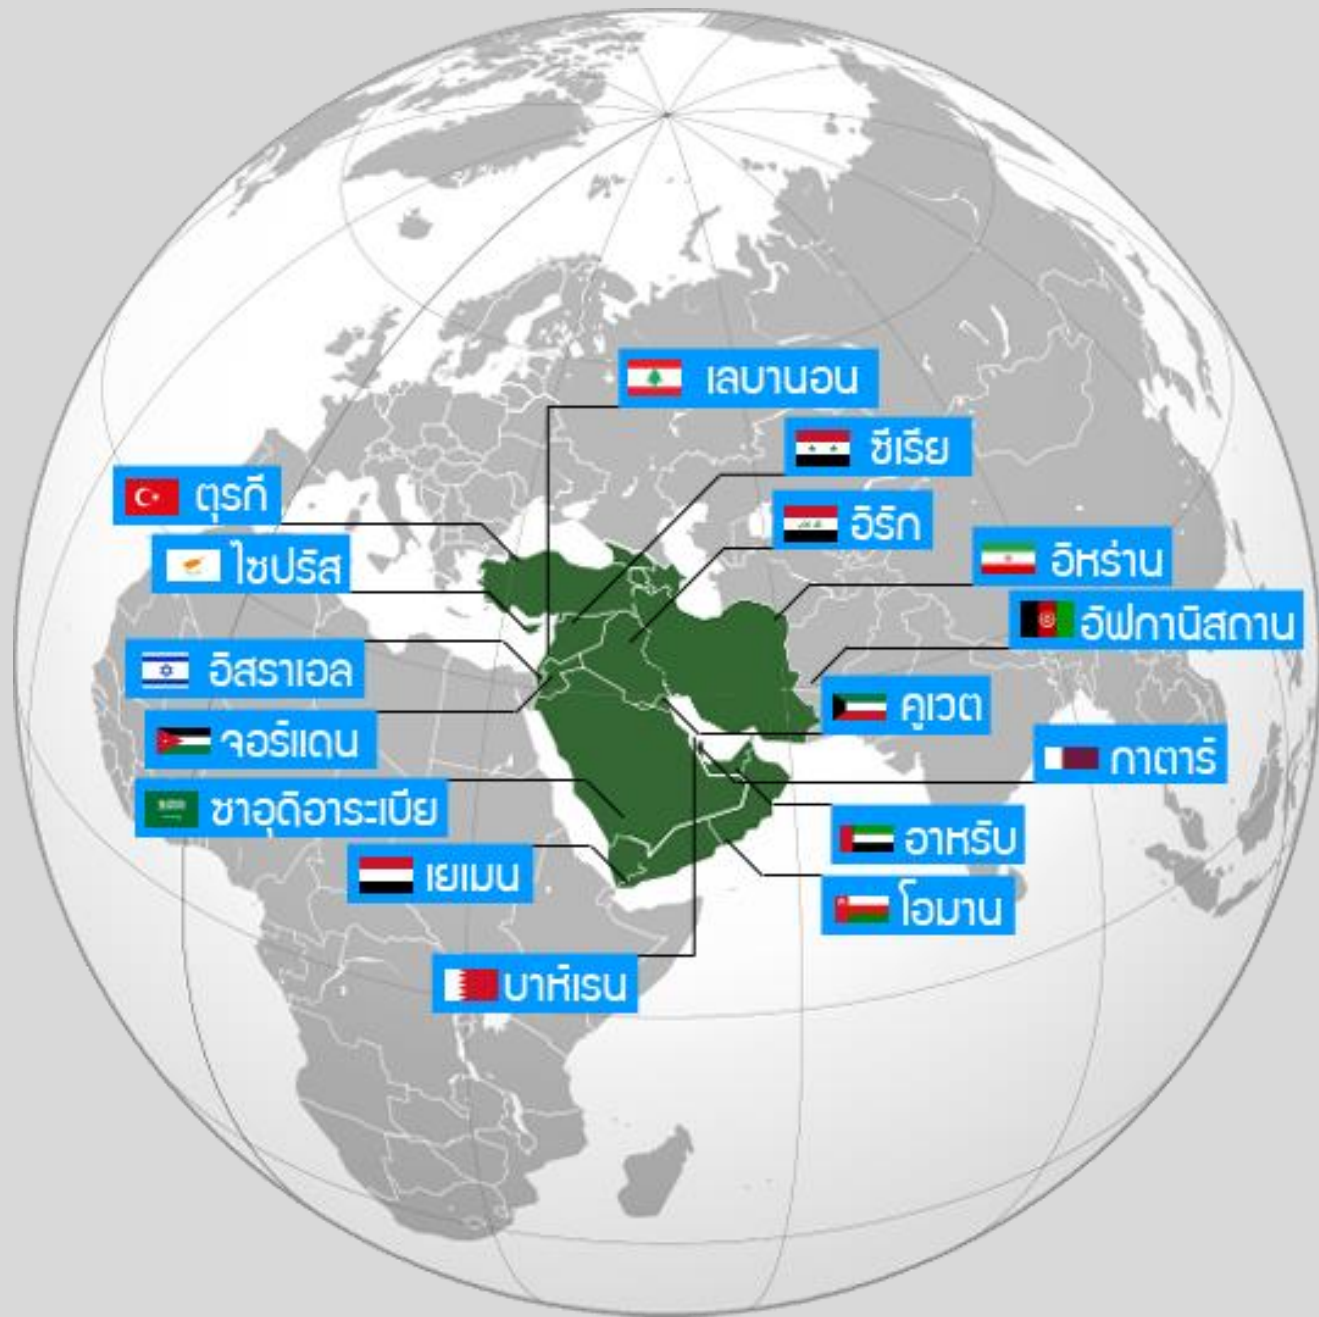 เลบานอน
ซีเรีย
ตุรกี
อิรัก
ไซปรัส
อิหร่าน
อัฟกานิสถาน
อิสราเอล
คูเวต
จอร์แดน
กาตาร์
ซาอุดิอาระเบีย
อาหรับ
เยเมน
โอมาน
บาห์เรน